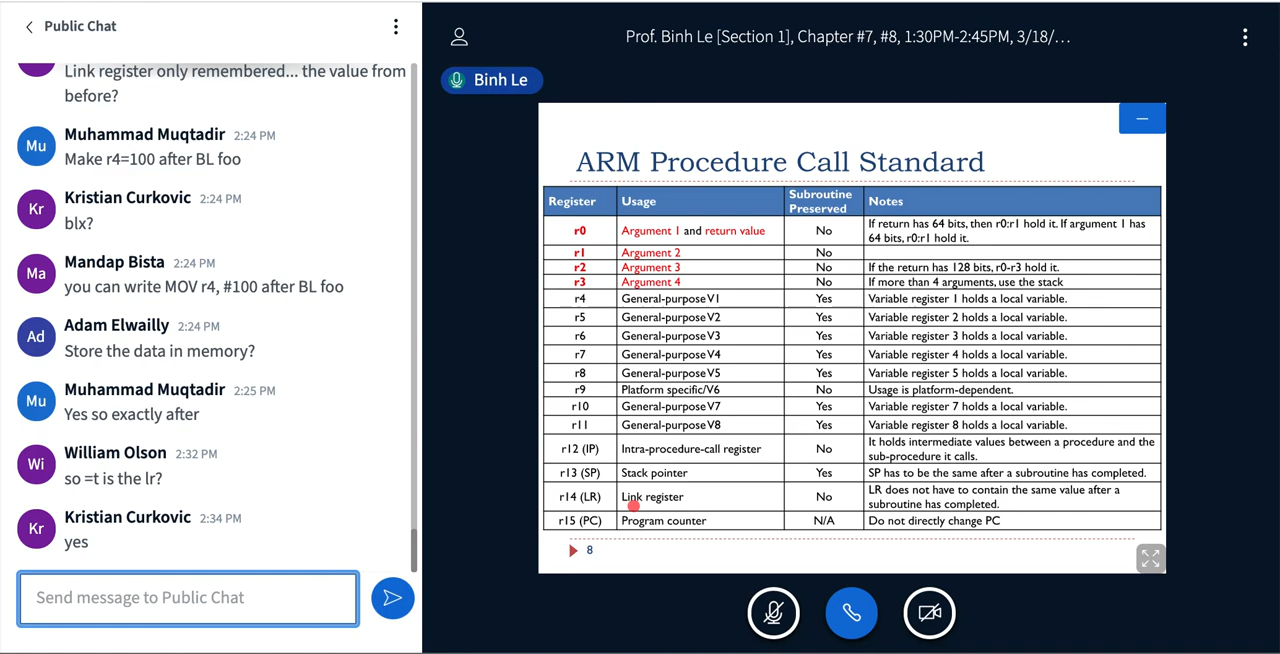 Public Chat
Link register only remembered... the value from
before?
Mu
Muhammad Muqtadir 2:24 PM
Make r4=100 after BL foo
Kr
Kristian Curkovic 2:24 PM
blx?
Ma
Mandap Bista 2:24 PM
you can write MOV r4, #100 after BL foo
Ad
Adam Elwailly 2:24 PM
Store the data in memory?
Mu
Muhammad Muqtadir 2:25 PM
Yes so exactly after
Wi
William Olson 2:32 PM
so =t is the lr?
Kr
Kristian Curkovic 2:34 PM
yes
Send message to Public Chat
Prof. Binh Le [Section 1], Chapter #7, #8, 1:30PM-2:45PM, 3/18/...
Binh Le
ARM Procedure Call Standard
Register Usage Subroutine Preserved Notes
r0 Argument 1 and return value No If return has 64 bits, then r0:r1 hold it. If argument 1 has
64 bits, r0:r1 hold it.
r1 Argument 2 No
r2 Argument 3 No If the return has 128 bits, r0-r3 hold it.
r3 Argument 4 No If more than 4 arguments, use the stack
r4 General-purpose V1 Yes Variable register 1 holds a local variable.
r5 General-purpose V2 Yes Variable register 2 holds a local variable.
r6 General-purpose V3 Yes Variable register 3 holds a local variable.
r7 General-purpose V4 Yes Variable register 4 holds a local variable.
r8 General-purpose V5 Yes Variable register 5 holds a local variable.
r9 Platform specific/V6 No Usage is platform-dependent.
r10 General-purpose V7 Yes Variable register 7 holds a local variable.
r11 General-purpose V8 Yes Variable register 8 holds a local variable.
r12 (IP) Intra-procedure-call register No It holds intermediate values between a procedure and the
sub-procedure it calls.
r13 (SP) Stack pointer Yes SP has to be the same after a subroutine has completed.
r14 (LR) Link register No LR does not have to contain the same value after a
subroutine has completed.
r15 (PC) Program counter N/A Do not directly change PC
8